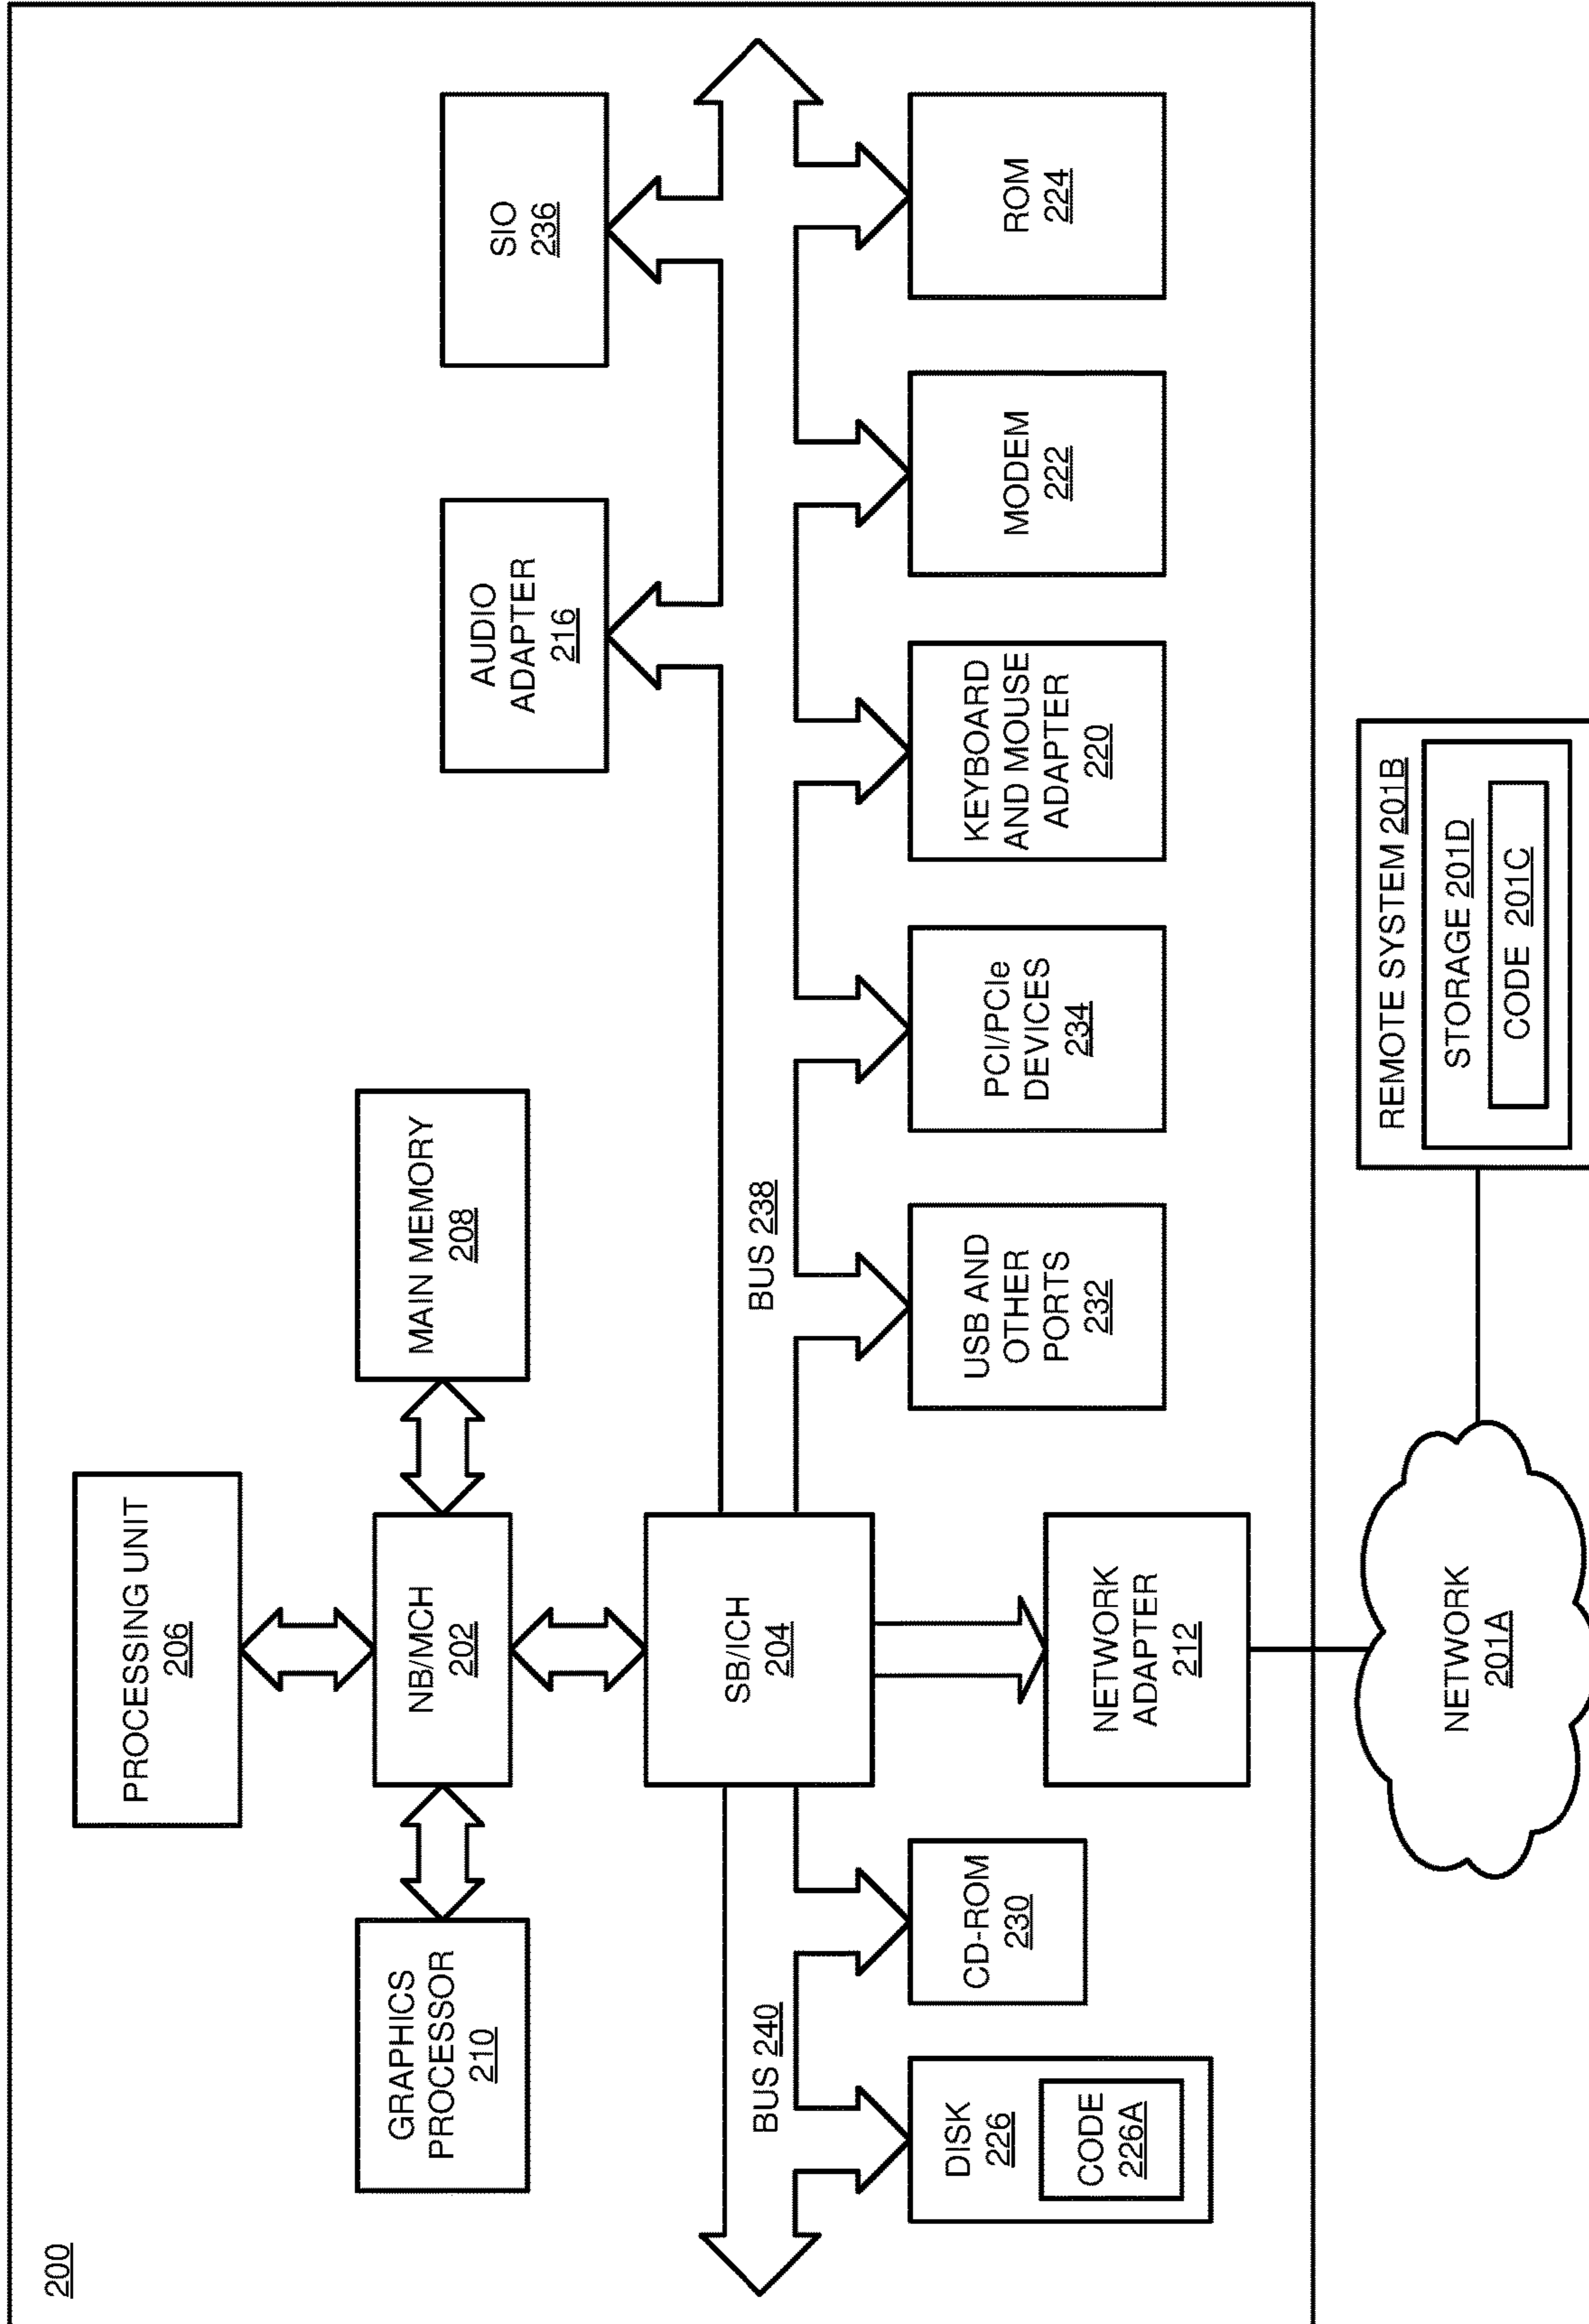 200
PROCESSING UNIT
206
GRAPHICS
PROCESSOR
210
NB/MCH
202
MAIN MEMORY
208
AUDIO
ADAPTER
216
SIO
236
SB/ICH
204
BUS 240
BUS 238
DISK
226
CODE
226A
CD-ROM
230
NETWORK
ADAPTER
212
USB AND
OTHER
PORTS
232
PCI/PCIe
DEVICES
234
KEYBOARD
AND MOUSE
ADAPTER
220
MODEM
222
ROM
224
NETWORK
201A
REMOTE SYSTEM 201B
STORAGE 201D
CODE 201C